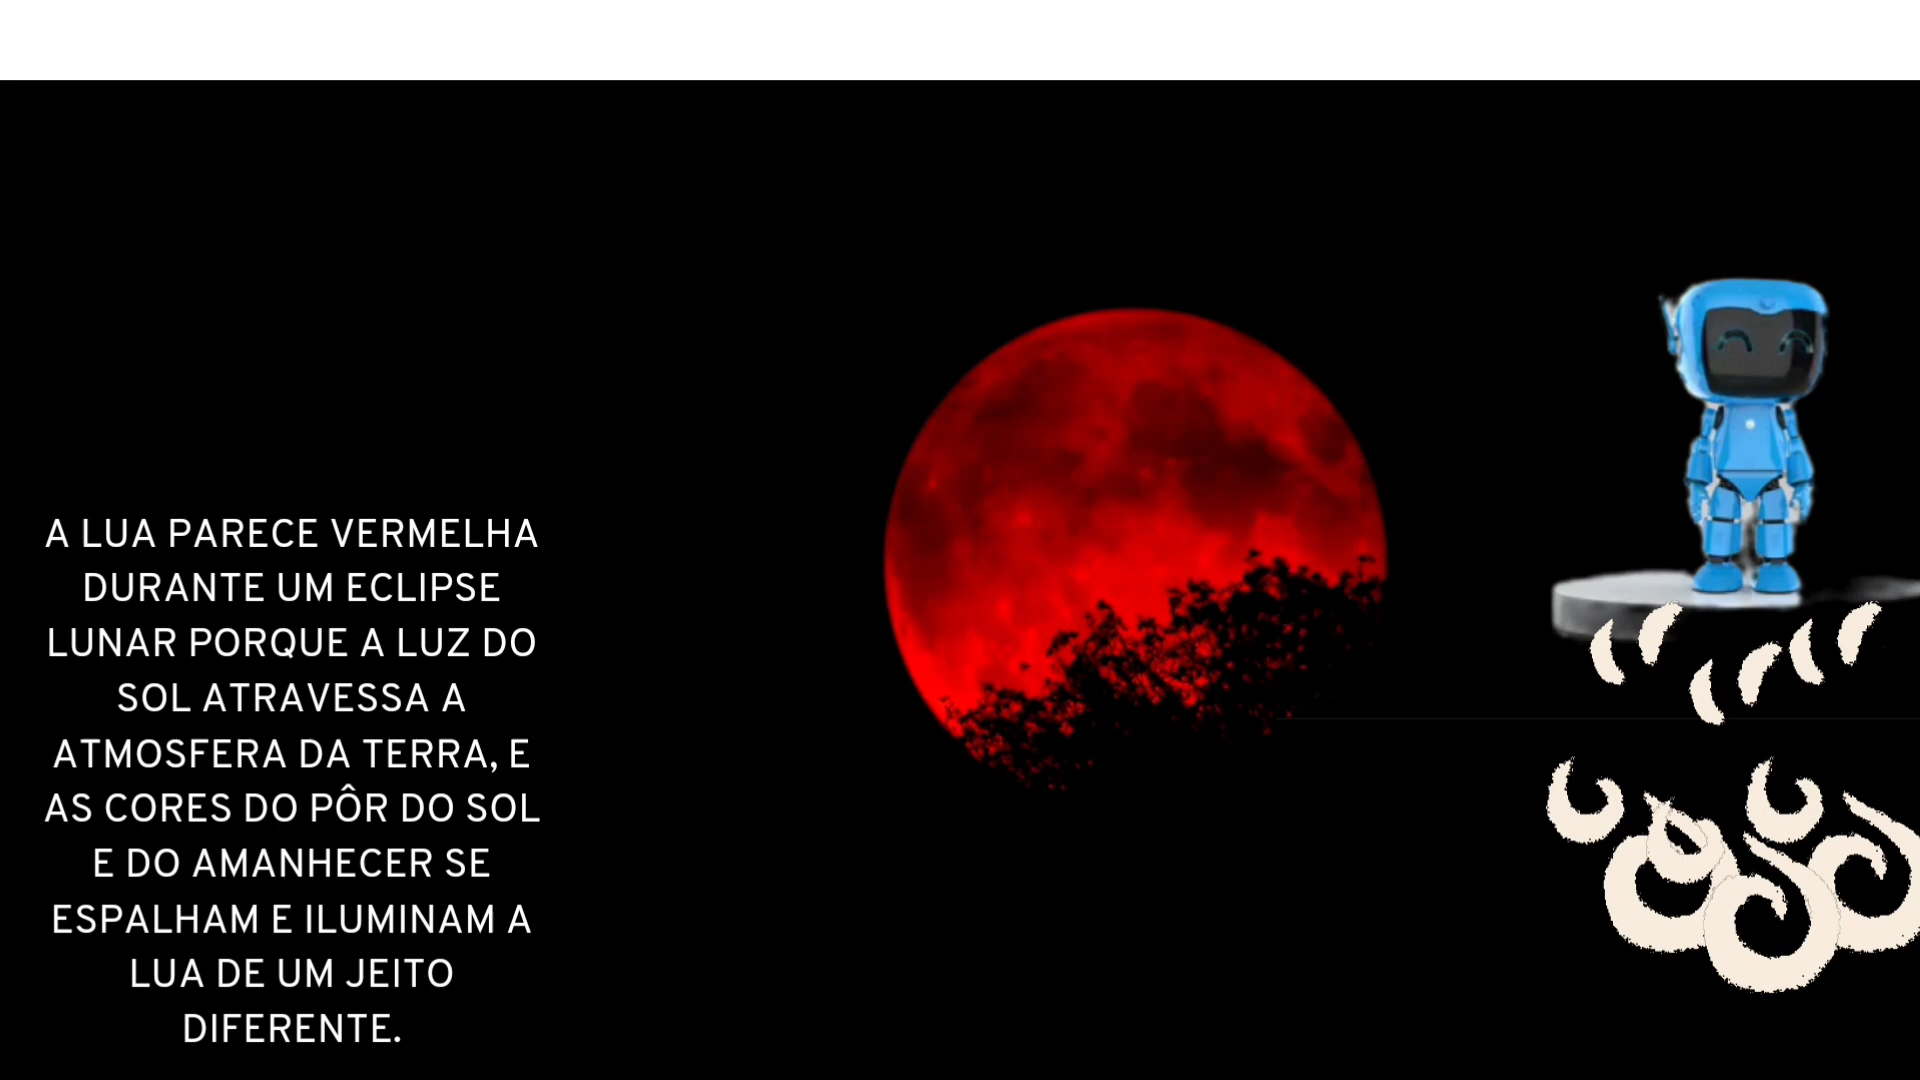 A LUA PARECE VERMELHA
DURANTE UM ECLIPSE
LUNAR PORQUE A LUZ DO
SOL ATRAVESSA A
ATMOSFERA DA TERRA, E
AS CORES DO PÔR DO SOL
E DO AMANHECER SE
ESPALHAM E ILUMINAM A
LUA DE UM JEITO
DIFERENTE.